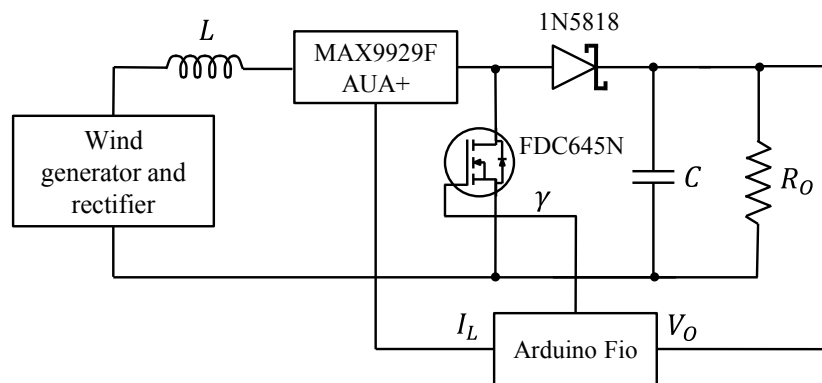 1N5818
L
MAX9929F
AUA+
Wind
generator and
rectifier
FDC645N
γ
C
R_O
I_L
Arduino Fio
V_O